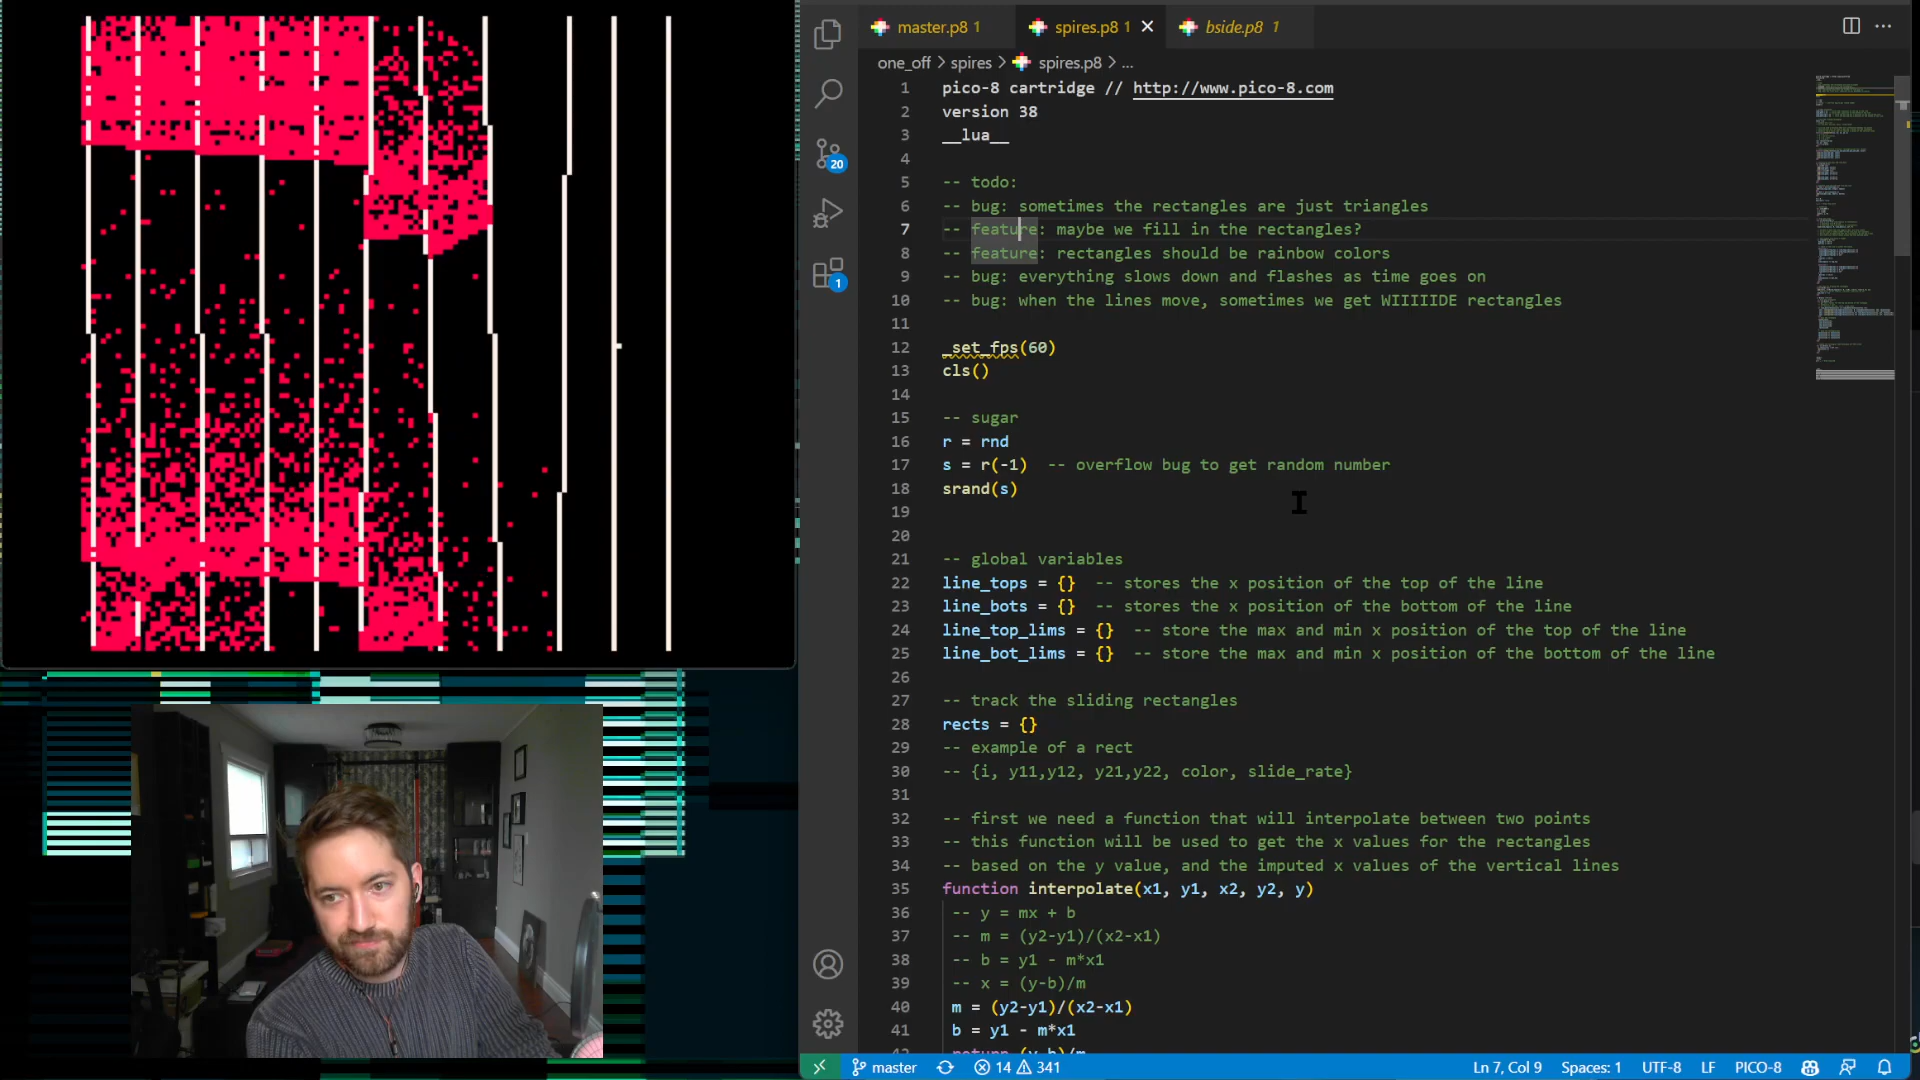 master.p8 1
spires.p8 1
bside.p8 1
one_off > spires > spires.p8 > ...
1 pico-8 cartridge // http://www.pico-8.com
2 version 38
3 __lua__
4
5 -- todo:
6 -- bug: sometimes the rectangles are just triangles
7 -- feature: maybe we fill in the rectangles?
8 -- feature: rectangles should be rainbow colors
9 -- bug: everything slows down and flashes as time goes on
10 -- bug: when the lines move, sometimes we get WIIIIIDE rectangles
11
12 _set_fps(60)
13 cls()
14
15 -- sugar
16 r = rnd
17 s = r(-1) -- overflow bug to get random number
18 srand(s)
19
20
21 -- global variables
22 line_tops = {} -- stores the x position of the top of the line
23 line_bots = {} -- stores the x position of the bottom of the line
24 line_top_lims = {} -- store the max and min x position of the top of the line
25 line_bot_lims = {} -- store the max and min x position of the bottom of the line
26
27 -- track the sliding rectangles
28 rects = {}
29 -- example of a rect
30 -- {i, y11,y12, y21,y22, color, slide_rate}
31
32 -- first we need a function that will interpolate between two points
33 -- this function will be used to get the x values for the rectangles
34 -- based on the y value, and the imputed x values of the vertical lines
35 function interpolate(x1, y1, x2, y2, y)
36 -- y = mx + b
37 -- m = (y2-y1)/(x2-x1)
38 -- b = y1 - m*x1
39 -- x = (y-b)/m
40 m = (y2-y1)/(x2-x1)
41 b = y1 - m*x1
42 return (y-b)/m
20
1
master
14 341
Ln 7, Col 9
Spaces: 1
UTF-8
LF
PICO-8